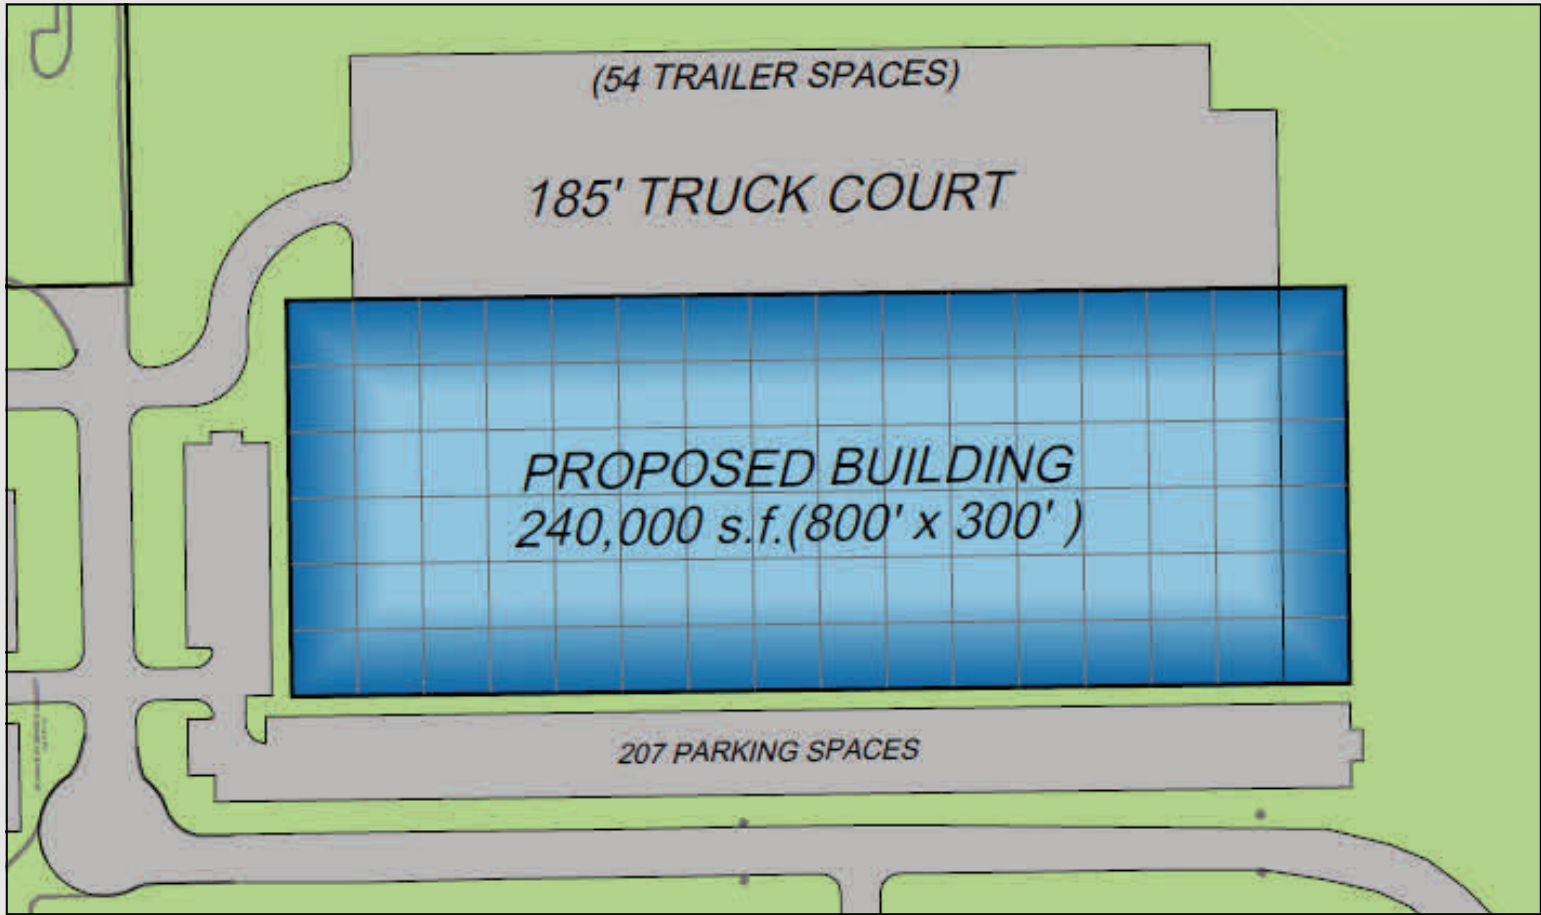 (54 TRAILER SPACES)
185' TRUCK COURT
PROPOSED BUILDING
240,000 s.f.(800' x 300' )
207 PARKING SPACES